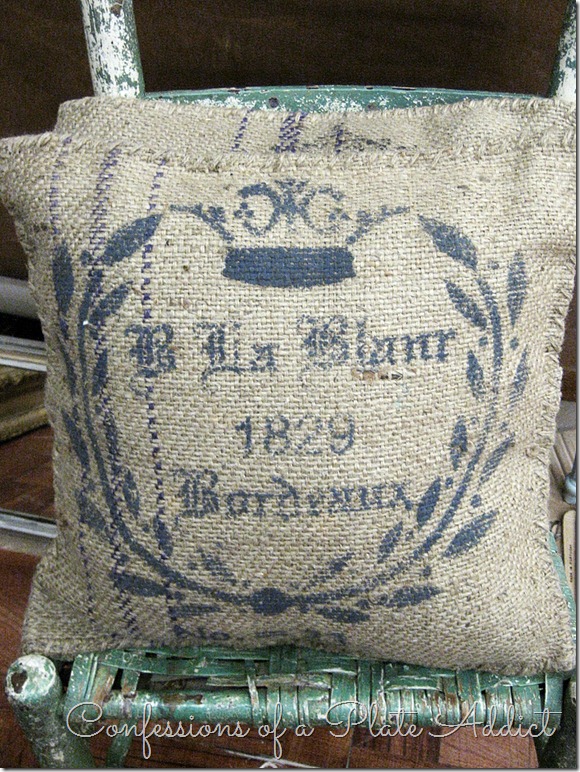 B La Blanc
1829
Bordeaux
Confessions of a Plate Addict